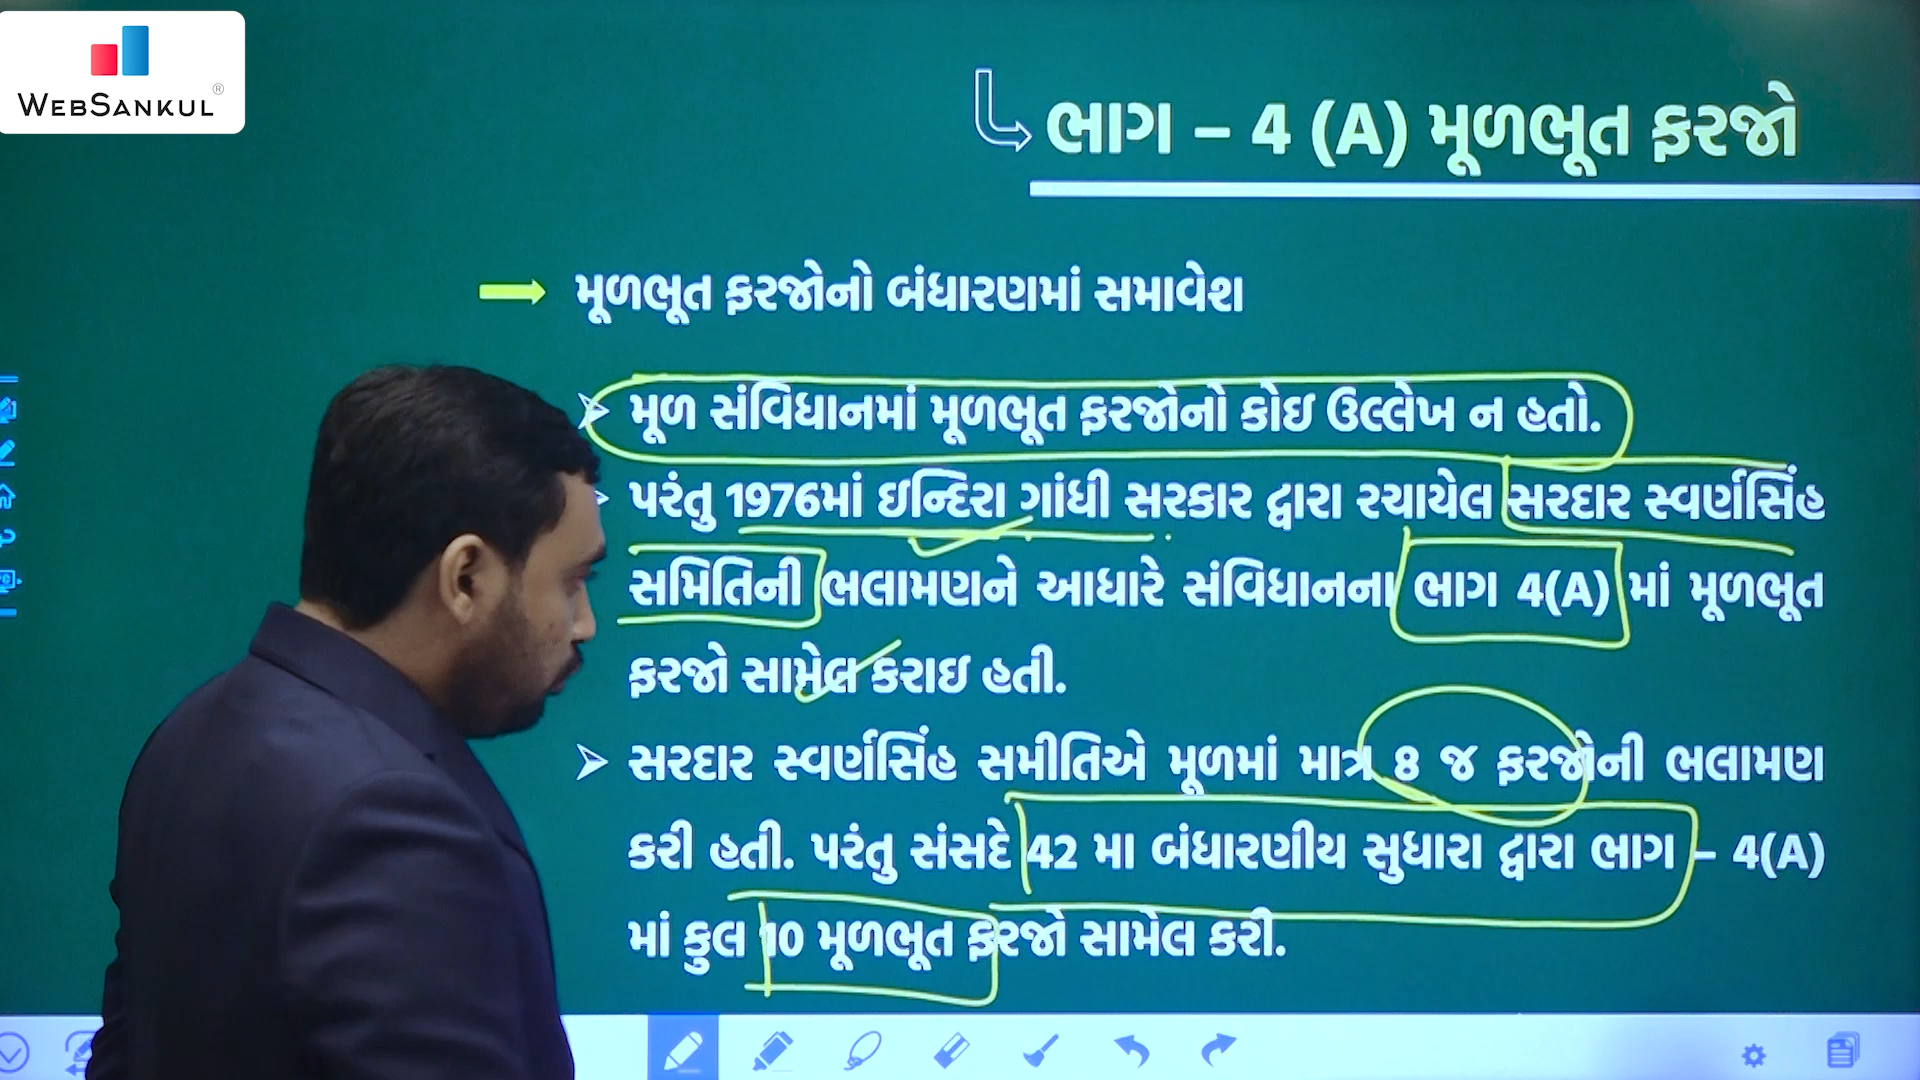 WEBSANKUL®
ભાગ – 4 (A) મૂળભૂત ફરજો
મૂળભૂત ફરજોનો બંધારણમાં સમાવેશ
મૂળ સંવિધાનમાં મૂળભૂત ફરજોનો કોઇ ઉલ્લેખ ન હતો.
પરંતુ 1976માં ઇન્દિરા ગાંધી સરકાર દ્વારા રચાયેલ સરદાર સ્વર્ણસિંહ
સમિતિની ભલામણને આધારે સંવિધાનના ભાગ 4(A) માં મૂળભૂત
ફરજો સામેલ કરાઇ હતી.
સરદાર સ્વર્ણસિંહ સમીતિએ મૂળમાં માત્ર 8 જ ફરજોની ભલામણ
કરી હતી. પરંતુ સંસદે 42 મા બંધારણીય સુધારા દ્વારા ભાગ – 4(A)
માં કુલ 10 મૂળભૂત ફરજો સામેલ કરી.